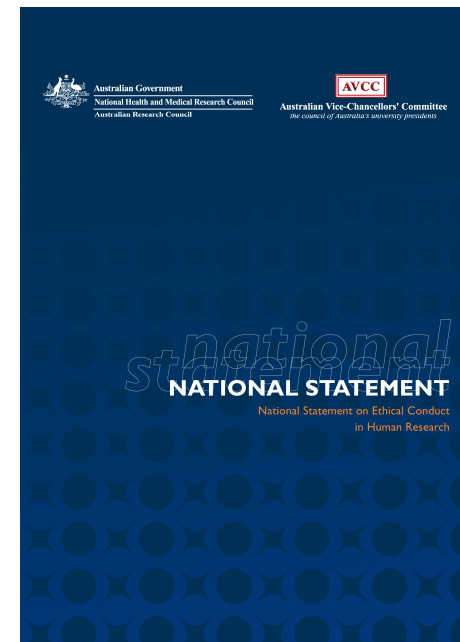 Australian Government
National Health and Medical Research Council
Australian Research Council
AVCC
Australian Vice-Chancellors' Committee
the council of Australia's university presidents
national
statement
NATIONAL STATEMENT
National Statement on Ethical Conduct
in Human Research